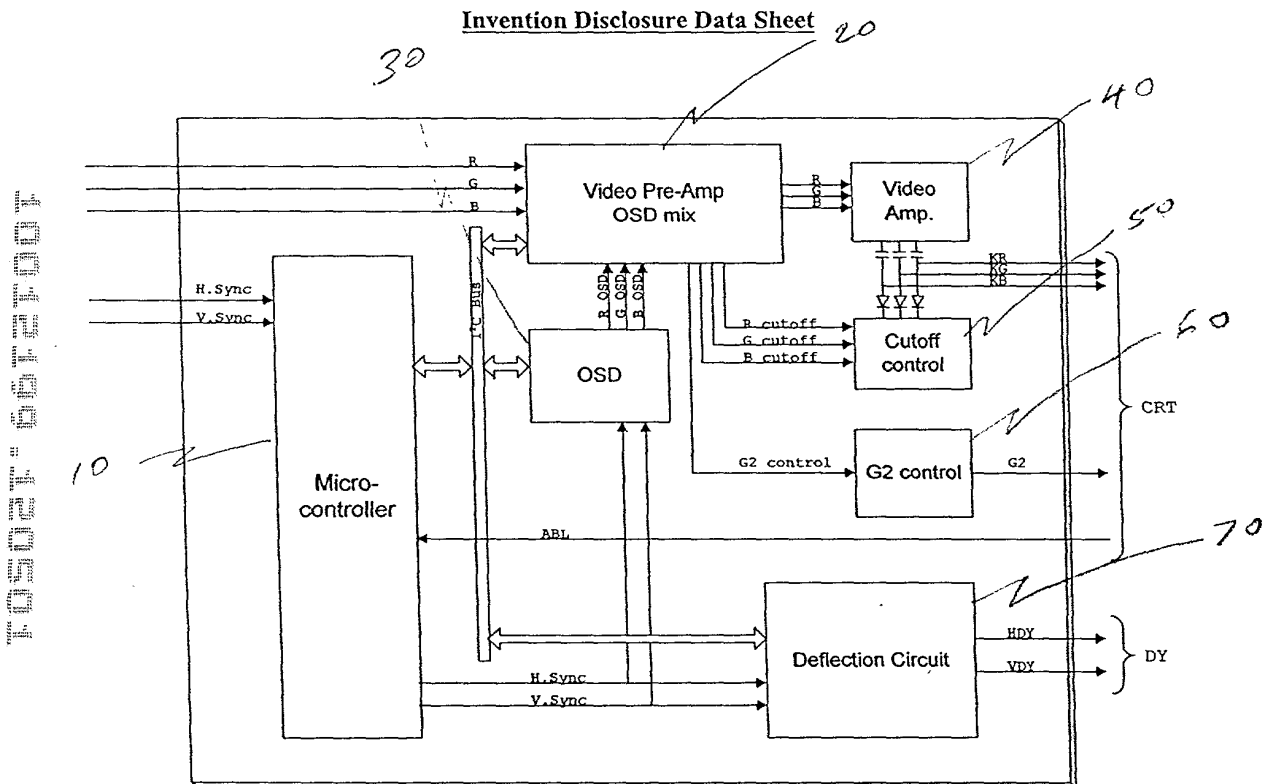 Invention Disclosure Data Sheet
20
30
40
R
G
B
Video Pre-Amp
OSD mix
R
G
B
Video
Amp.
50
KR
KG
KB
H.Sync
V.Sync
I²C Bus
R OSD
G OSD
B OSD
R cutoff
G cutoff
B cutoff
Cutoff
control
60
OSD
CRT
10
Micro-
controller
G2 control
G2 control
G2
ABL
70
Deflection Circuit
HDY
VDY
DY
H.Sync
V.Sync